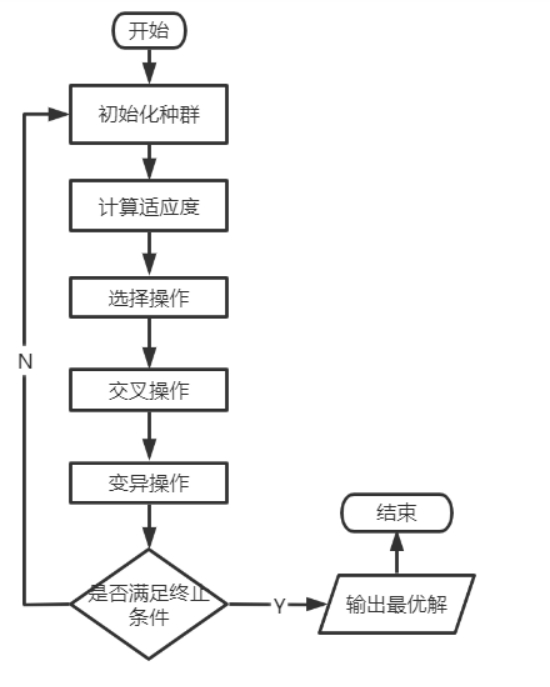 开始
初始化种群
计算适应度
选择操作
N
交叉操作
变异操作
结束
是否满足终止
条件
Y
输出最优解